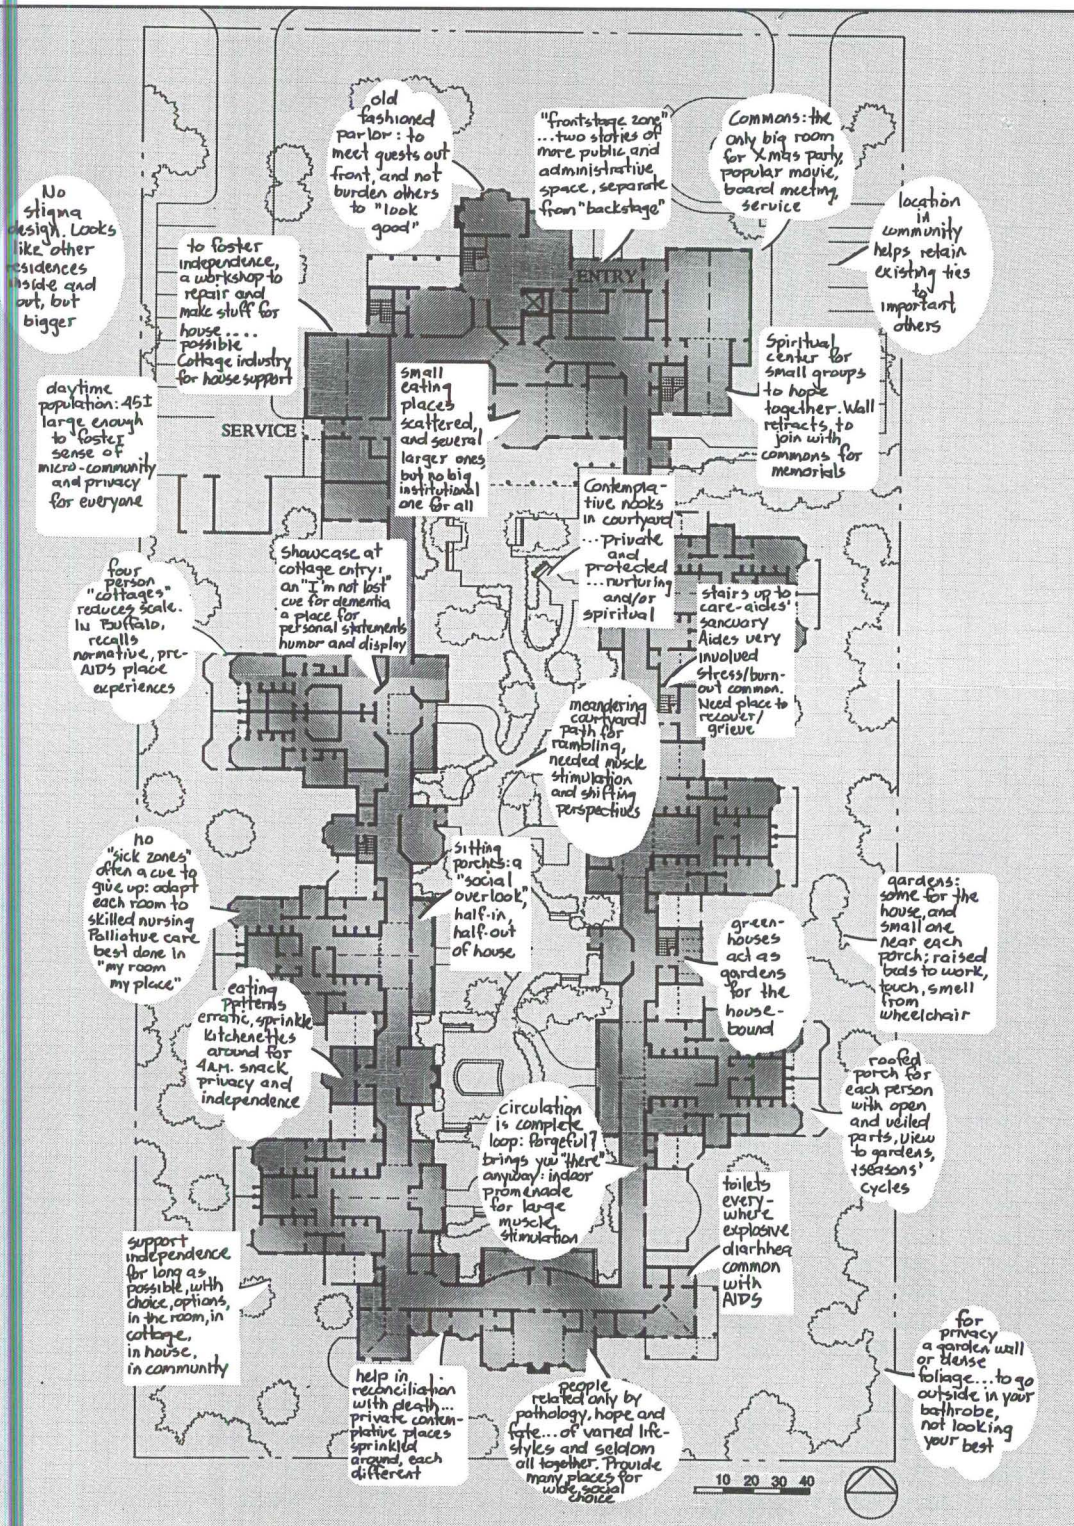 old
fashioned
parlor: to
meet guests out
front, and not
burden others
to "look
good"
"frontstage zone"
...two stories of
more public and
administrative
space, separate
from "backstage"
Commons: the
only big room
for Xmas party,
popular movie,
board meeting,
service
No
stigma
design. Looks
like other
residences
inside and
out, but
bigger
to foster
independence,
a workshop to
repair and
make stuff for
house.....
possible
Cottage industry
for house support
location
in
community
helps retain
existing ties
to
important
others
ENTRY
daytime
population: 45±
large enough
to foster
sense of
micro-community
and privacy
for everyone
SERVICE
small
eating
places
scattered,
and several
larger ones,
but no big
institutional
one for all
Spiritual
center for
small groups
to hope
together. Wall
retracts, to
join with
commons for
memorials
Contempla-
tive nooks
in courtyard
...private
and
protected
...nurturing
and/or
spiritual
four
person
"cottages"
reduces scale.
In Buffalo,
recalls
normative, pre-
AIDS place
experiences
showcase at
cottage entry:
an "I'm not lost"
cue for dementia
a place for
personal statements
humor and display
stairs up to
care-aides'
sancuary
Aides very
involved
stress/burn-
out common.
Need place to
recover/
grieve
meandering
courtyard
path for
rambling,
needed muscle
stimulation
and shifting
perspectives
no
"sick zones"
often a cue to
give up: adapt
each room to
skilled nursing
Palliative care
best done in
"my room
my place"
sitting
porches: a
"social
overlook,"
half-in,
half-out
of house
green-
houses
act as
gardens
for the
house-
bound
gardens:
some for the
house, and
small one
near each
porch; raised
beds to work,
touch, smell
from
wheelchair
eating
patterns
erratic, sprinkle
kitchenettes
around for
4A.M. snack
privacy and
independence
circulation
is complete
loop: forgeful?
brings you "there"
anyway: indoor
promenade
for large
muscle
stimulation
roofed
porch for
each person
with open
and veiled
parts, view
to gardens,
+seasons'
cycles
toilets
every-
where
explosive
diarhhea
common
with
AIDS
support
independence
for long as
possible, with
choice, options,
in the room, in
cottage,
in house,
in community
help in
reconciliation
with death...
private contem-
plative places
sprinkled
around, each
different
people
related only by
pathology, hope and
fate...of varied life-
styles and seldom
all together. Provide
many places for
wide social
choice
for
privacy
a garden wall
or dense
foliage...to go
outside in your
bathrobe,
not looking
your best
10 20 30 40